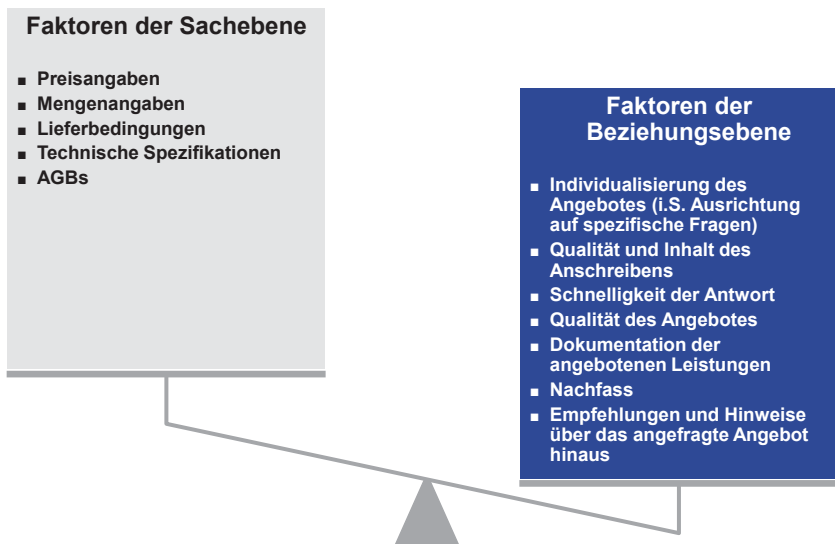 Faktoren der Sachebene
■ Preisangaben
■ Mengenangaben
■ Lieferbedingungen
■ Technische Spezifikationen
■ AGBs
Faktoren der
Beziehungsebene
■ Individualisierung des
Angebotes (i.S. Ausrichtung
auf spezifische Fragen)
■ Qualität und Inhalt des
Anschreibens
■ Schnelligkeit der Antwort
■ Qualität des Angebotes
■ Dokumentation der
angebotenen Leistungen
■ Nachfass
■ Empfehlungen und Hinweise
über das angefragte Angebot
hinaus